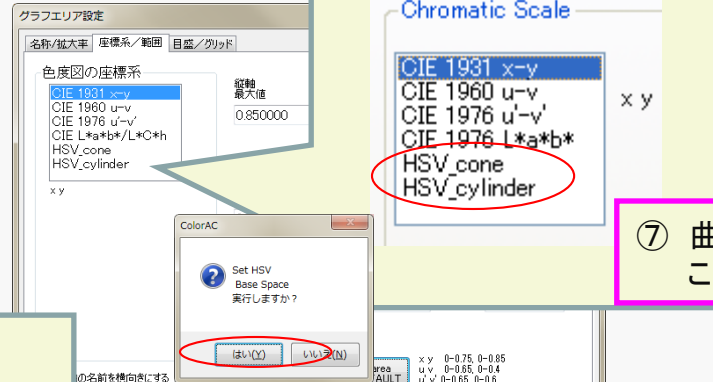 グラフエリア設定
名称/拡大率 座標系/範囲 目盛/グリッド
色度図の座標系
CIE 1931 x-y
CIE 1960 u-v
CIE 1976 u'-v'
CIE L*a*b*/L*C*h
HSV_cone
HSV_cylinder
x y
縦軸
最大値
0.850000
Chromatic Scale
CIE 1931 x-y
CIE 1960 u-v
CIE 1976 u'-v'
CIE 1976 L*a*b*
HSV_cone
HSV_cylinder
x y
⑦ 曲
こ
ColorAC
Set HSV
Base Space
実行しますか?
はい(Y) いいえ(N)
の名前を横向きにする
area
AULT
x y 0-0.75, 0-0.85
u v 0-0.65, 0-0.4
u' v' 0-0.65, 0-0.6